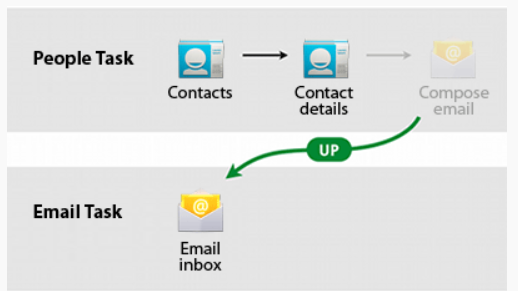 People Task
Contacts
Contact
details
Compose
email
UP
Email Task
@
Email
inbox